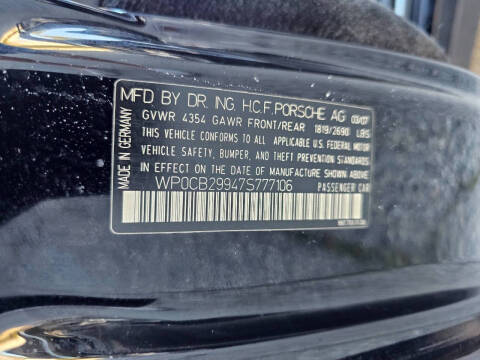 MFD BY DR. ING. H.C.F. PORSCHE AG 03/07
GVWR 4354 GAWR FRONT/REAR 1819/2690 LBS
THIS VEHICLE CONFORMS TO ALL APPLICABLE U.S. FEDERAL MOTOR
VEHICLE SAFETY, BUMPER, AND THEFT PREVENTION STANDARDS
IN EFFECT ON THE DATE OF MANUFACTURE SHOWN ABOVE.
WP0CB29947S777106 PASSENGER CAR
MADE IN GERMANY